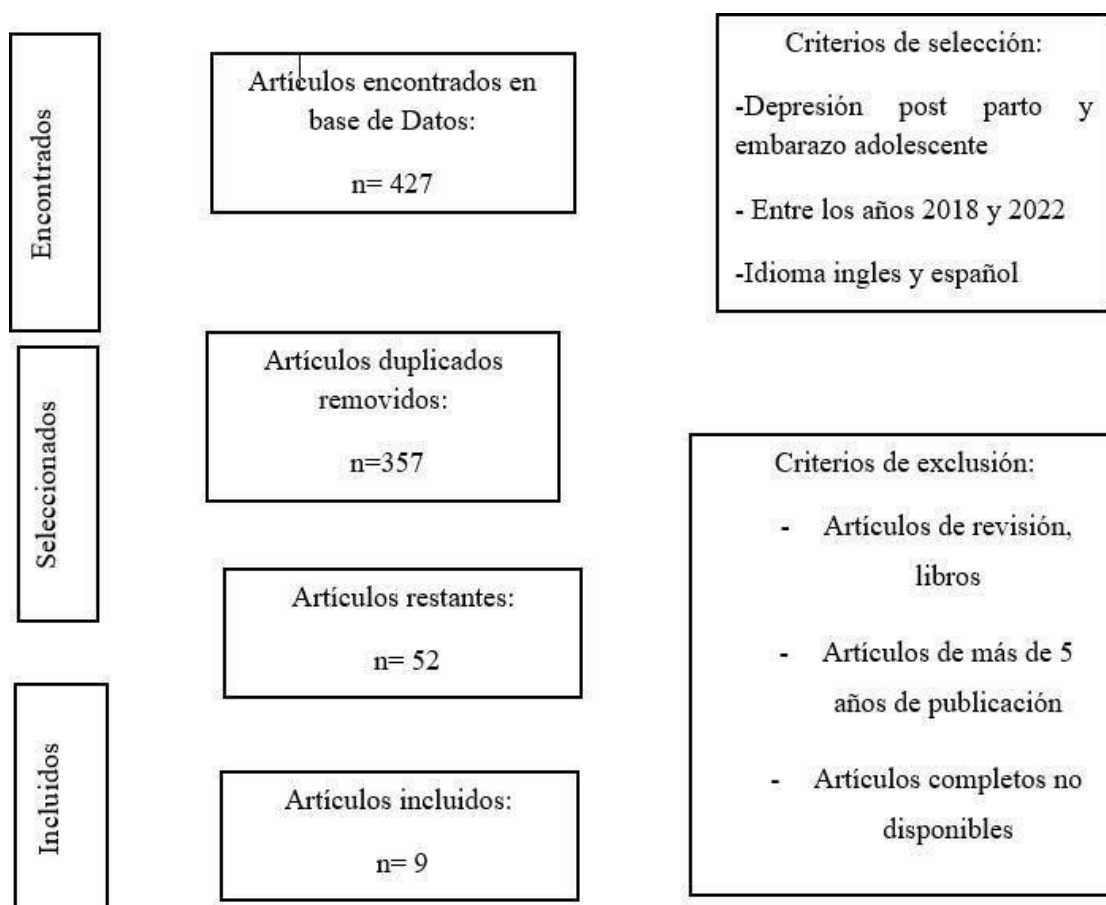 Encontrados
Artículos encontrados en
base de Datos:
n= 427
Criterios de selección:
-Depresión post parto y
embarazo adolescente
- Entre los años 2018 y 2022
-Idioma ingles y español
Seleccionados
Artículos duplicados
removidos:
n=357
Artículos restantes:
n= 52
Criterios de exclusión:
- Artículos de revisión,
libros
- Artículos de más de 5
años de publicación
- Artículos completos no
disponibles
Incluidos
Artículos incluidos:
n= 9